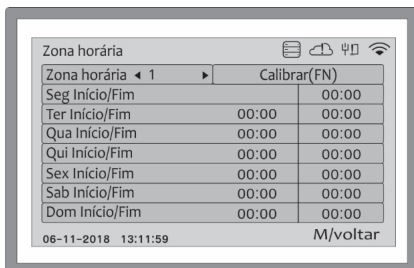 Zona horária
Zona horária ◄ 1 ► Calibrar(FN)
Seg Início/Fim 00:00
Ter Início/Fim 00:00 00:00
Qua Início/Fim 00:00 00:00
Qui Início/Fim 00:00 00:00
Sex Início/Fim 00:00 00:00
Sab Início/Fim 00:00 00:00
Dom Início/Fim 00:00 00:00
06-11-2018 13:11:59 M/voltar